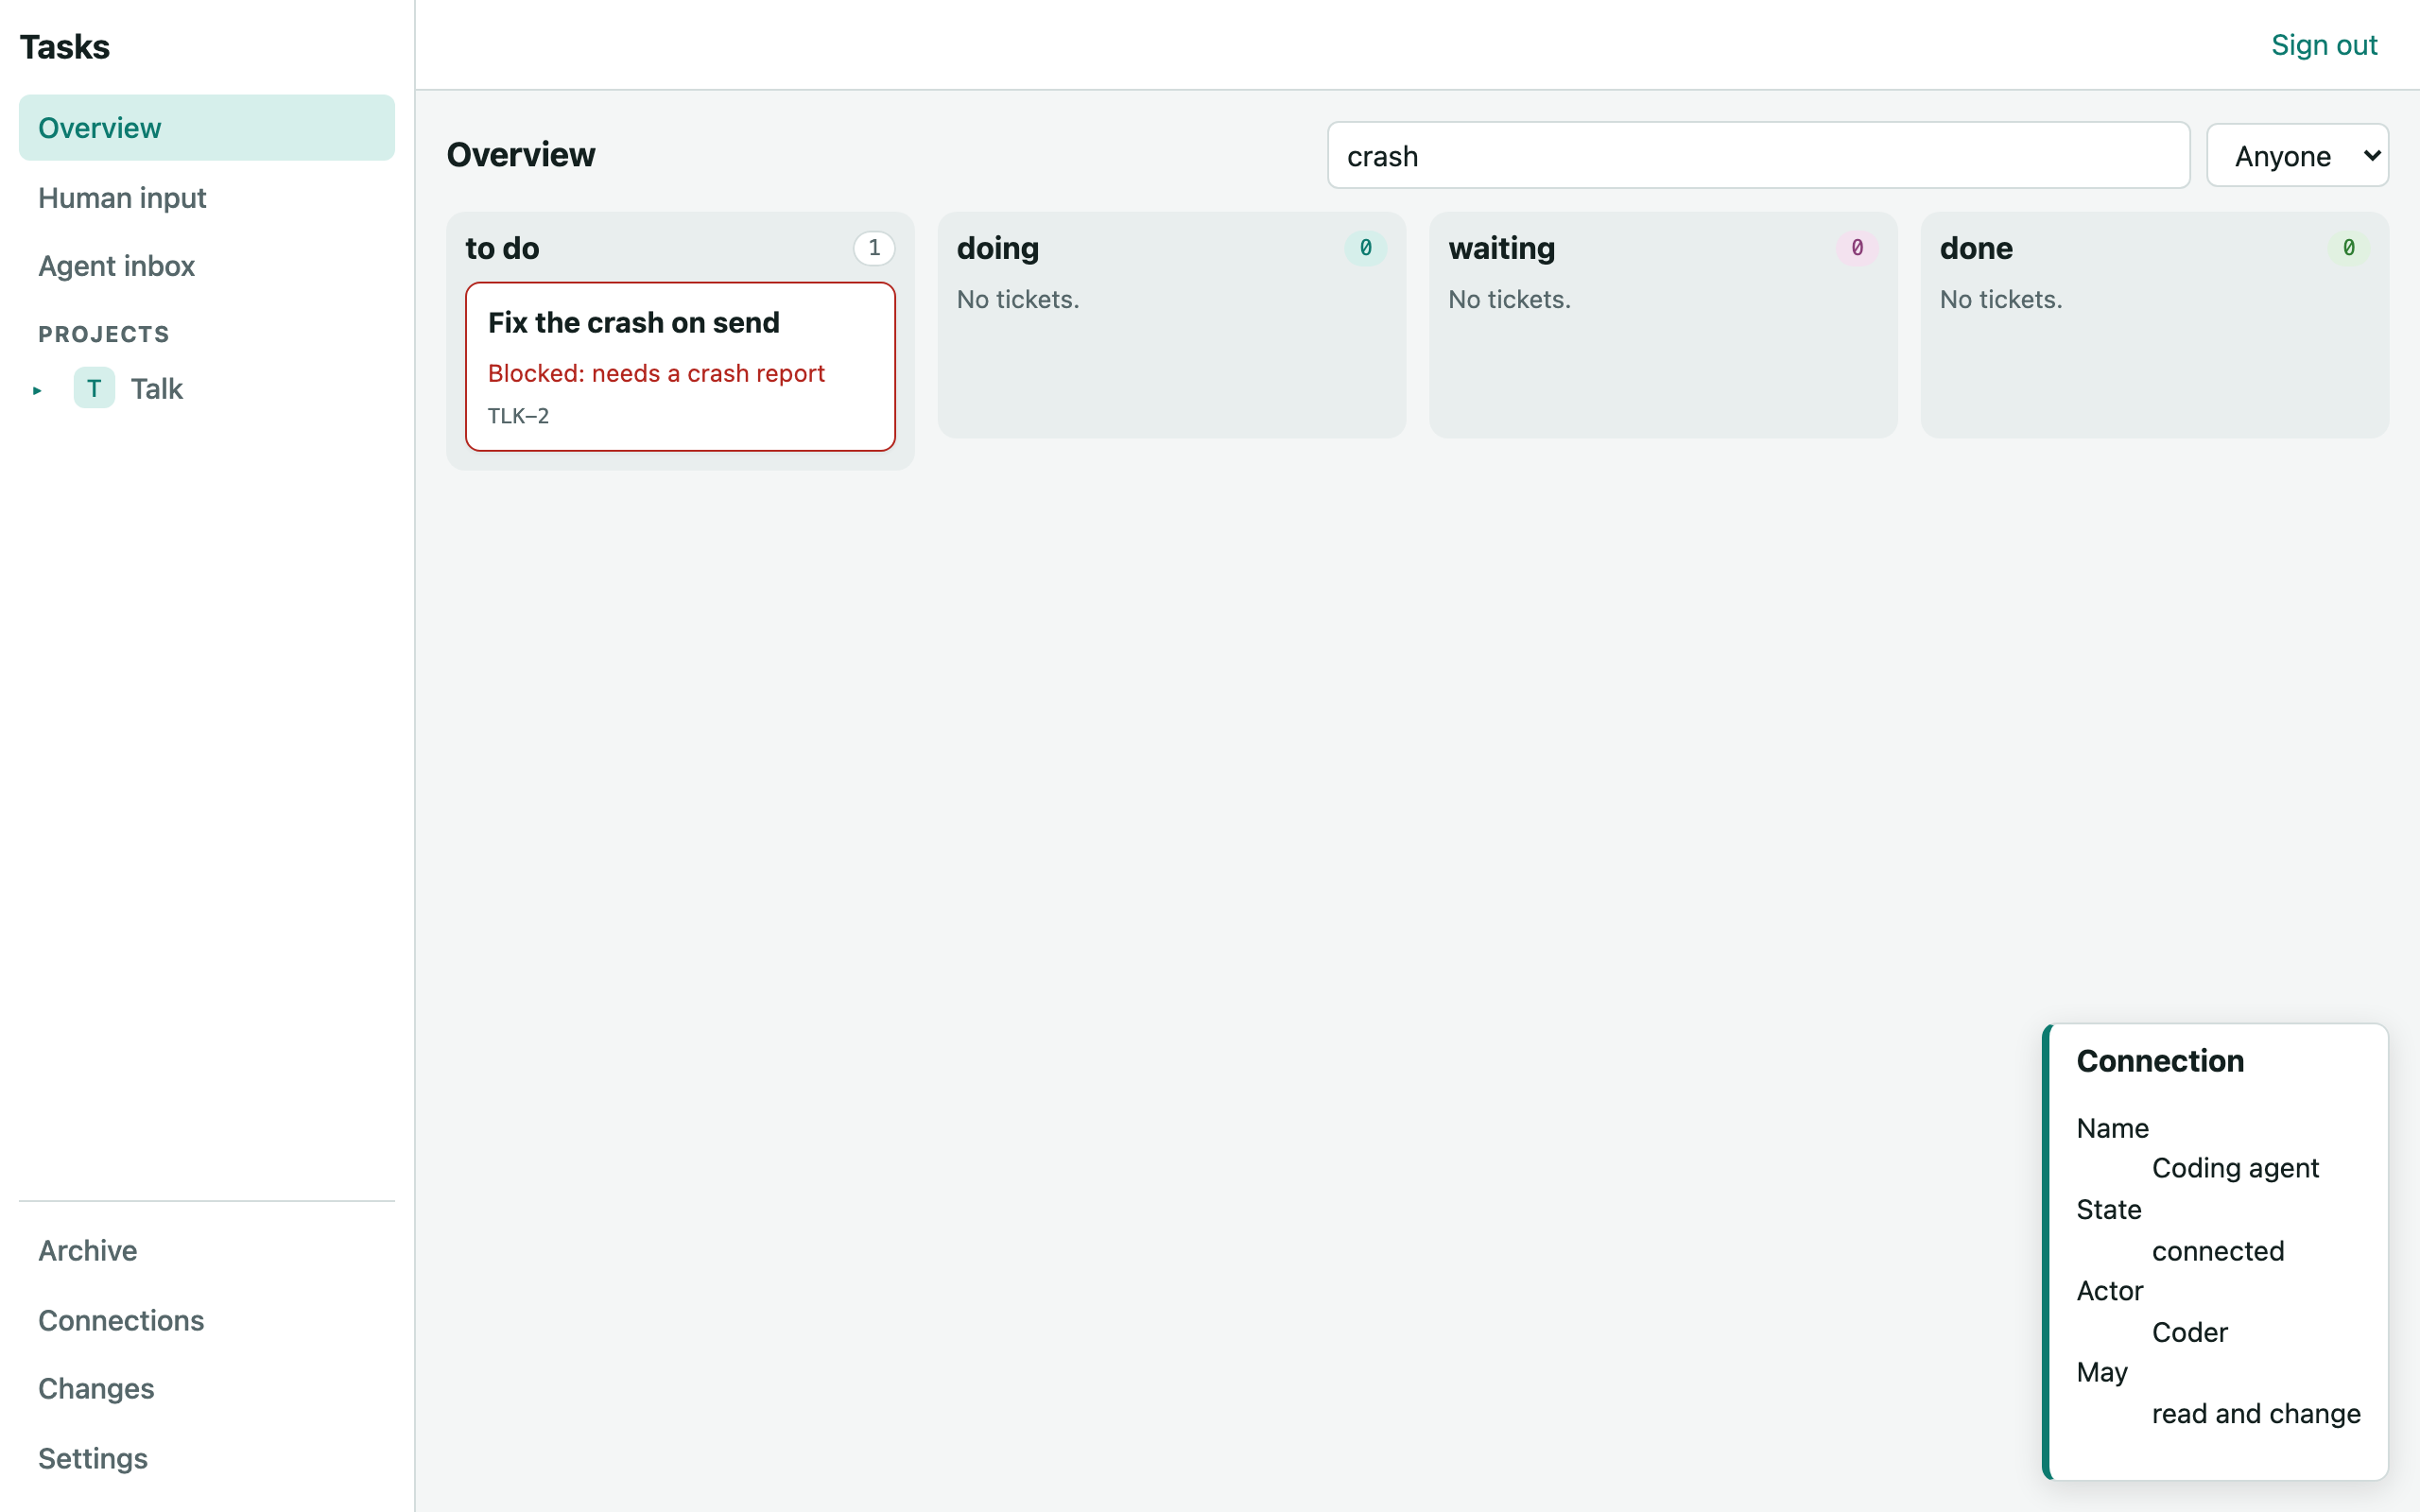 Tasks
Sign out
Overview
Human input
Agent inbox
PROJECTS
▸ T Talk
Archive
Connections
Changes
Settings
Overview
crash
Anyone
to do 1
Fix the crash on send
Blocked: needs a crash report
TLK–2
doing 0
No tickets.
waiting 0
No tickets.
done 0
No tickets.
Connection
Name
Coding agent
State
connected
Actor
Coder
May
read and change